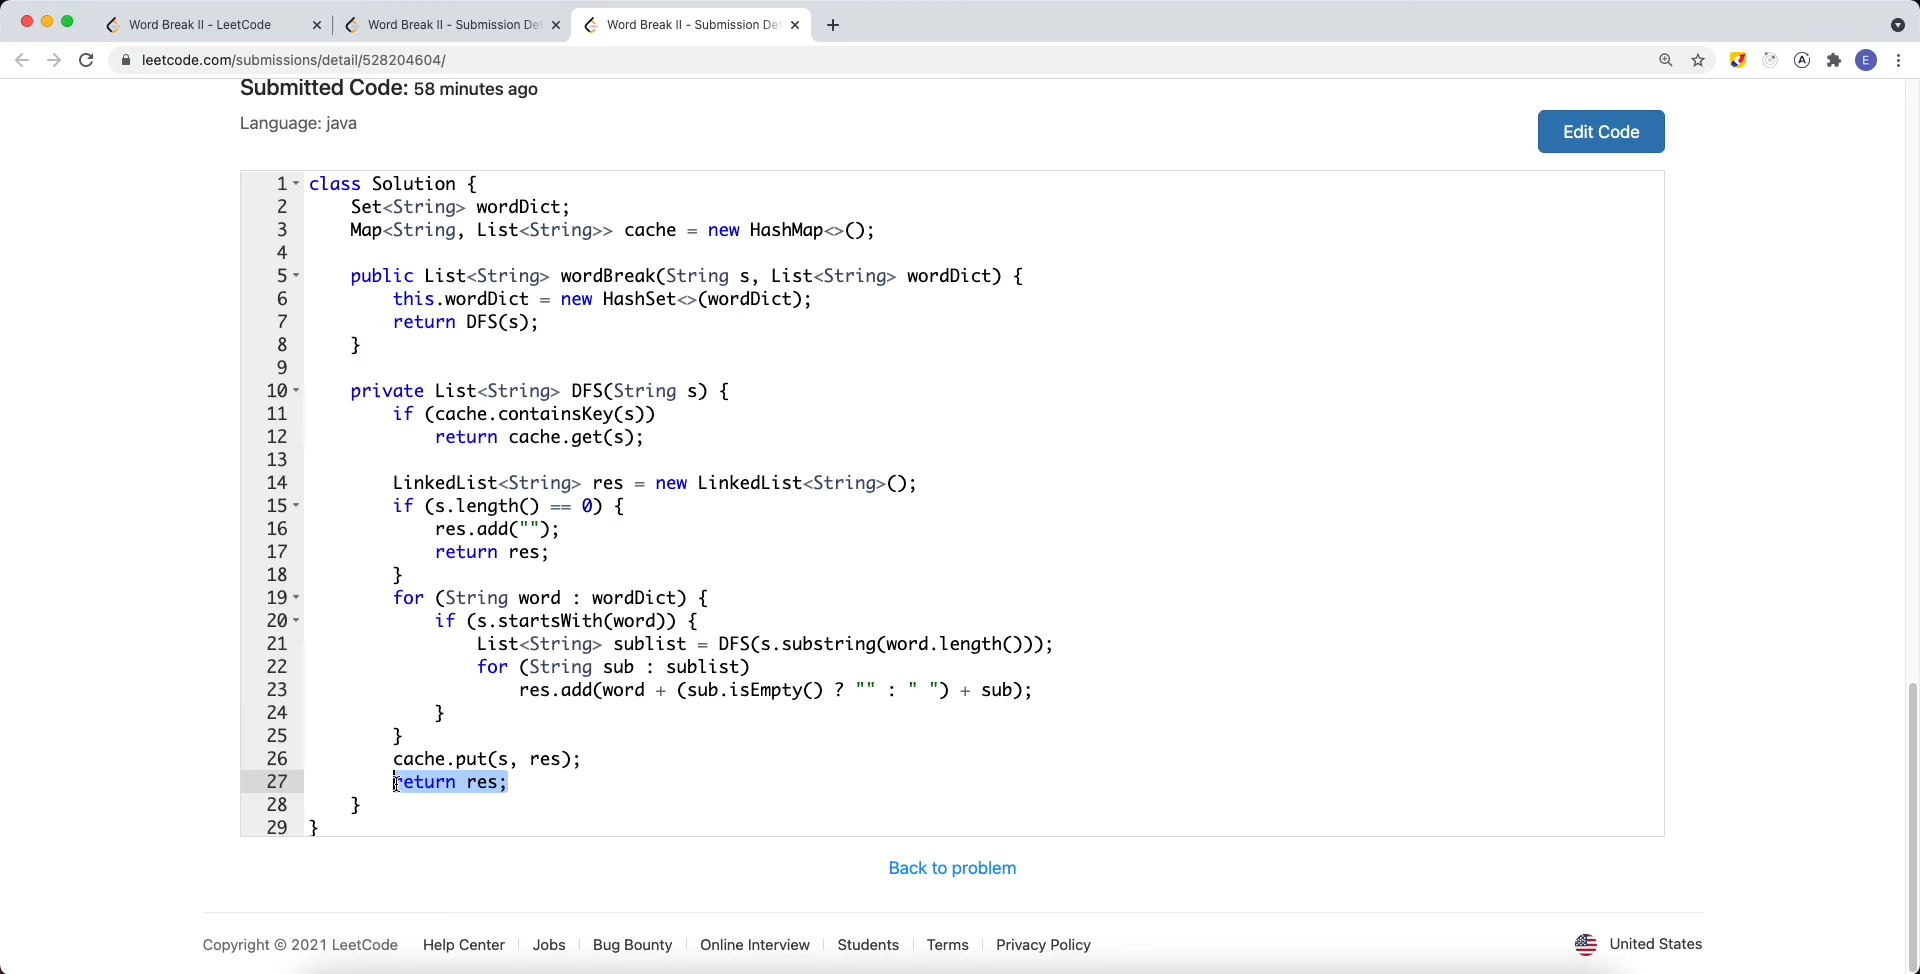 Word Break II - LeetCode
Word Break II - Submission De
Word Break II - Submission De
leetcode.com/submissions/detail/528204604/
E
Submitted Code: 58 minutes ago
Language: java
Edit Code
1 class Solution {
2 Set<String> wordDict;
3 Map<String, List<String>> cache = new HashMap<>();
4
5 public List<String> wordBreak(String s, List<String> wordDict) {
6 this.wordDict = new HashSet<>(wordDict);
7 return DFS(s);
8 }
9
10 private List<String> DFS(String s) {
11 if (cache.containsKey(s))
12 return cache.get(s);
13
14 LinkedList<String> res = new LinkedList<String>();
15 if (s.length() == 0) {
16 res.add("");
17 return res;
18 }
19 for (String word : wordDict) {
20 if (s.startsWith(word)) {
21 List<String> sublist = DFS(s.substring(word.length()));
22 for (String sub : sublist)
23 res.add(word + (sub.isEmpty() ? "" : " ") + sub);
24 }
25 }
26 cache.put(s, res);
27 return res;
28 }
29 }
Back to problem
Copyright © 2021 LeetCode Help Center Jobs Bug Bounty Online Interview Students Terms Privacy Policy United States